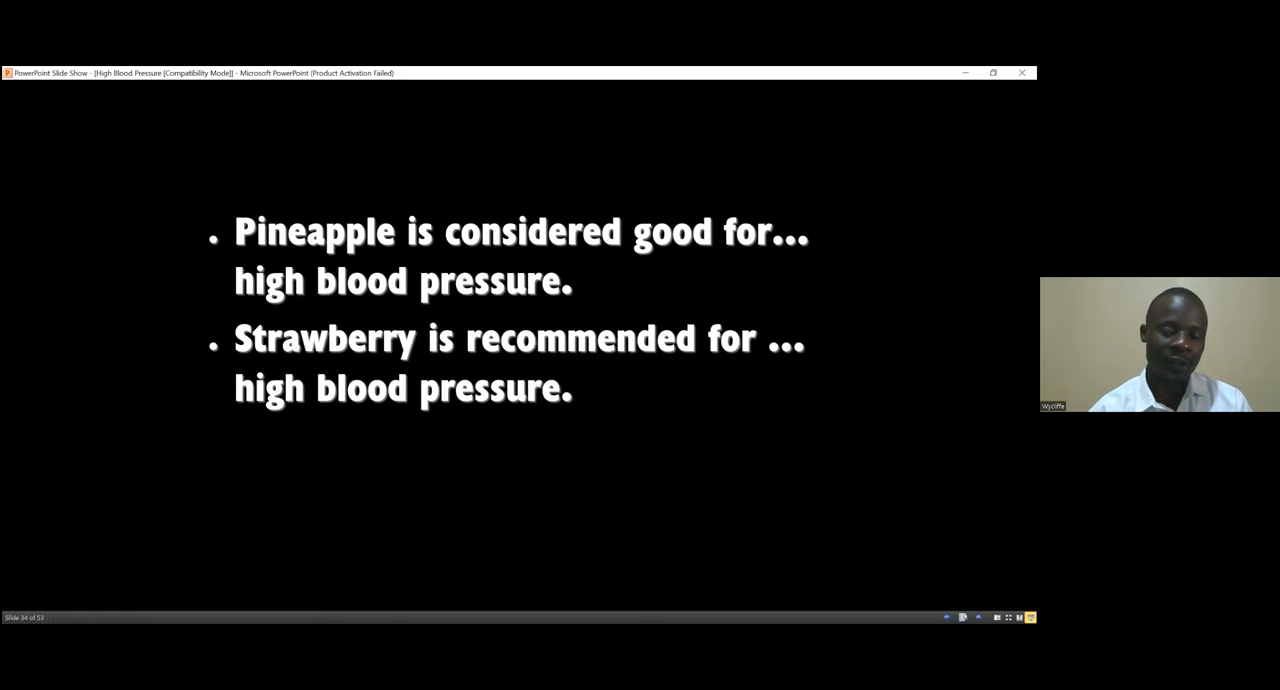 PowerPoint Slide Show - [High Blood Pressure [Compatibility Mode]] - Microsoft PowerPoint (Product Activation Failed)
• Pineapple is considered good for...
high blood pressure.
• Strawberry is recommended for ...
high blood pressure.
Wycliffe
Slide 34 of 53